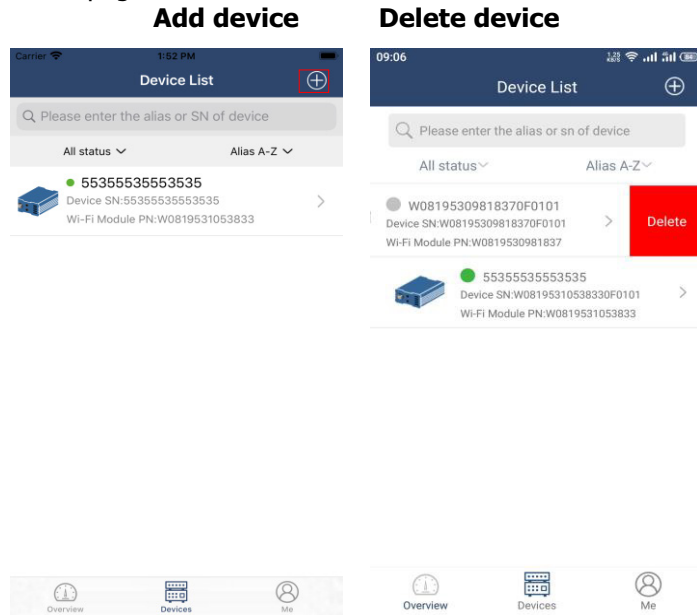 Add device Delete device
Carrier 1:52 PM
Device List
Please enter the alias or SN of device
All status Alias A-Z
55355535553535
Device SN:55355535553535
Wi-Fi Module PN:W0819531053833
Overview Devices Me
09:06
Device List
Please enter the alias or sn of device
All status Alias A-Z
W08195309818370F0101
Device SN:W08195309818370F0101
Wi-Fi Module PN:W0819530981837
Delete
55355535553535
Device SN:W08195310538330F0101
Wi-Fi Module PN:W0819531053833
Overview Devices Me